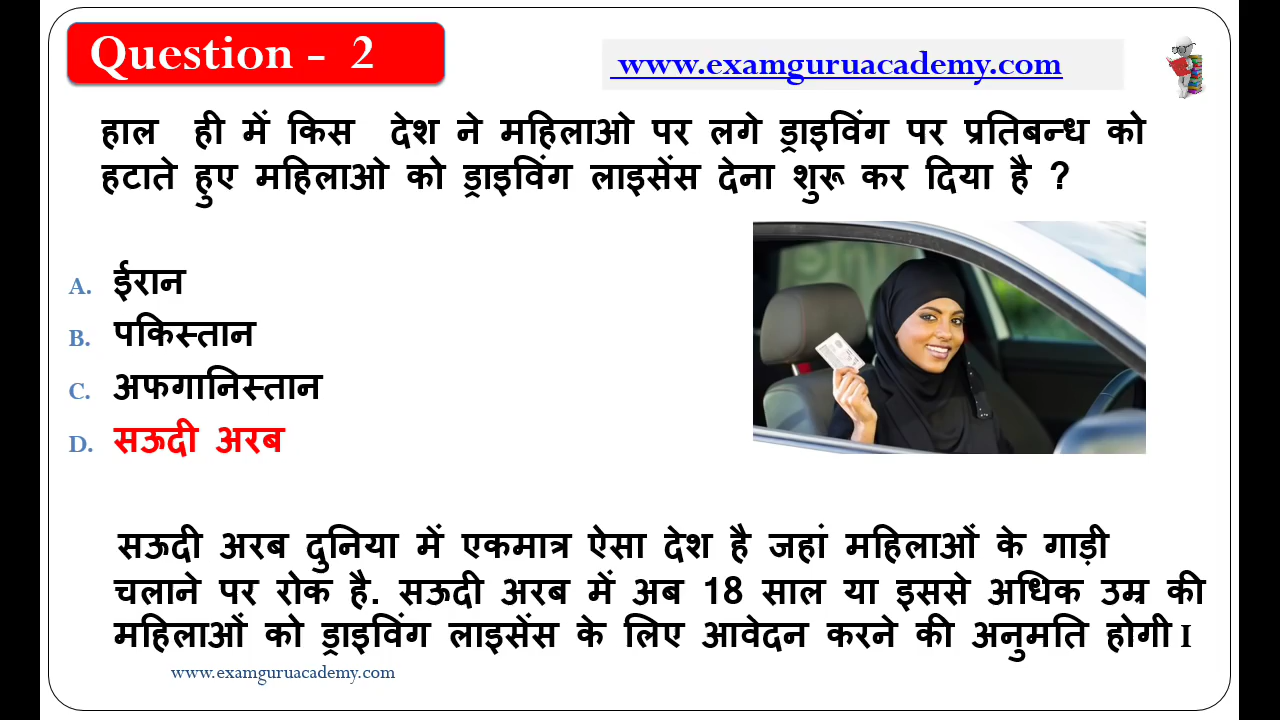 Question - 2
www.examguruacademy.com
हाल ही में किस देश ने महिलाओ पर लगे ड्राइविंग पर प्रतिबन्ध को
हटाते हुए महिलाओ को ड्राइविंग लाइसेंस देना शुरू कर दिया है ?
A. ईरान
B. पकिस्तान
C. अफगानिस्तान
D. सऊदी अरब
सऊदी अरब दुनिया में एकमात्र ऐसा देश है जहां महिलाओं के गाड़ी
चलाने पर रोक है. सऊदी अरब में अब 18 साल या इससे अधिक उम्र की
महिलाओं को ड्राइविंग लाइसेंस के लिए आवेदन करने की अनुमति होगी I
www.examguruacademy.com